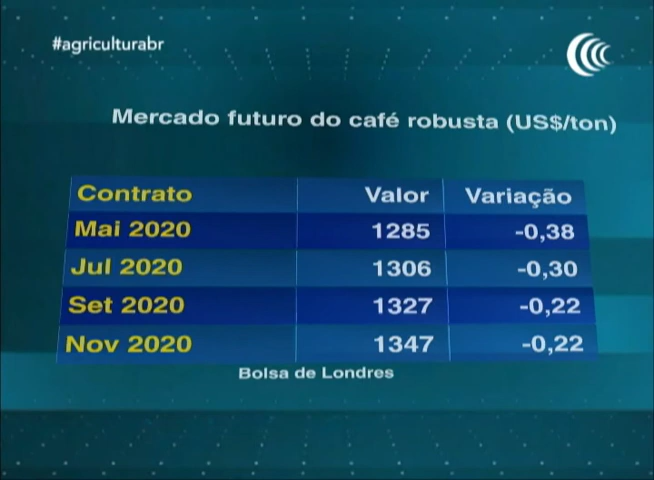 #agriculturabr
Mercado futuro do café robusta (US$/ton)
Contrato Valor Variação
Mai 2020 1285 -0,38
Jul 2020 1306 -0,30
Set 2020 1327 -0,22
Nov 2020 1347 -0,22
Bolsa de Londres